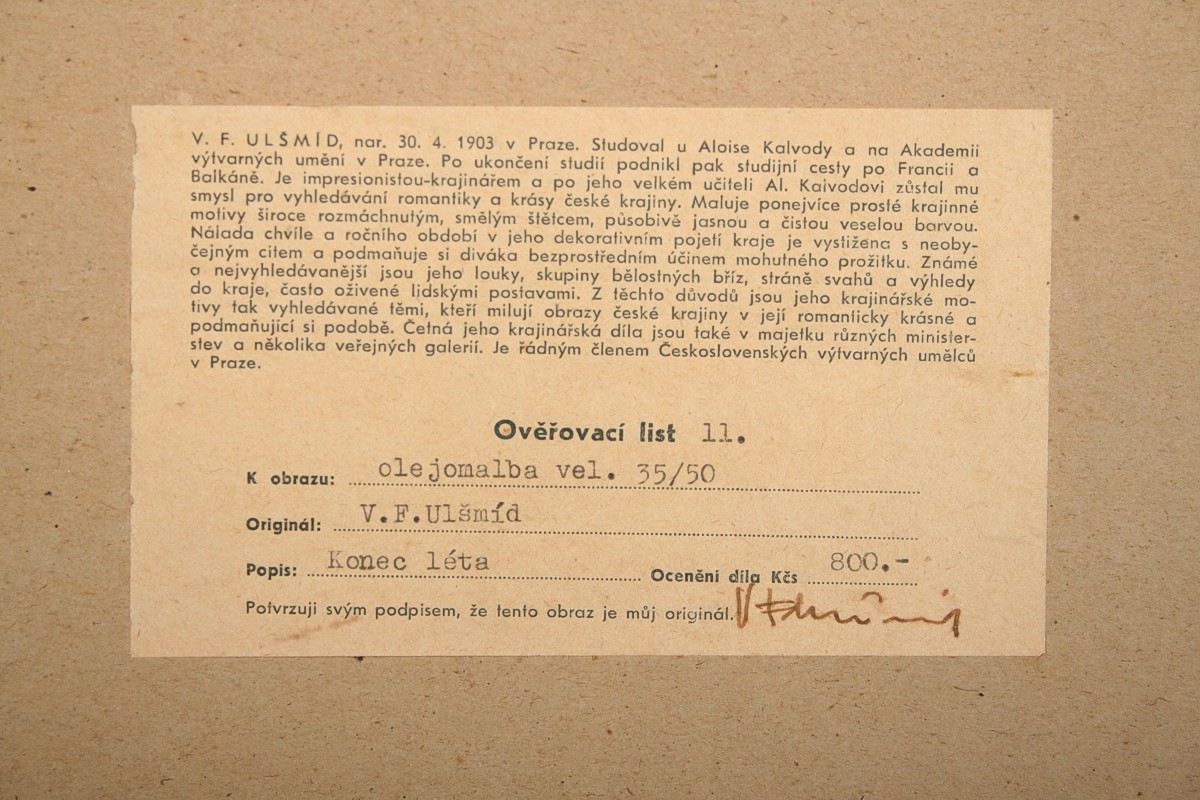 V. F. ULŠMÍD, nar. 30. 4. 1903 v Praze. Studoval u Aloise Kalvody a na Akademii
výtvarných umění v Praze. Po ukončení studií podnikl pak studijní cesty po Francii a
Balkáně. Je impresionistou-krajinářem a po jeho velkém učiteli Al. Kaivodovi zůstal mu
smysl pro vyhledávání romantiky a krásy české krajiny. Maluje ponejvíce prosté krajinné
motivy široce rozmáchnutým, smělým štětcem, působivě jasnou a čistou veselou barvou.
Nálada chvíle a ročního období v jeho dekorativním pojetí kraje je vystižena s neoby-
čejným citem a podmaňuje si diváka bezprostředním účinem mohutného prožitku. Známé
a nejvyhledávanější jsou jeho louky, skupiny bělostných bříz, stráně svahů a výhledy
do kraje, často oživené lidskými postavami. Z těchto důvodů jsou jeho krajinářské mo-
tivy tak vyhledávané těmi, kteří milují obrazy české krajiny v její romanticky krásné a
podmaňující si podobě. Četná jeho krajinářská díla jsou také v majetku různých minister-
stev a několika veřejných galerií. Je řádným členem Československých výtvarných umělců
v Praze.
Ověřovací list 11.
K obrazu: olejomalba vel. 35/50
Originál: V.F.Ulšmíd
Popis: Konec léta Ocenění díla Kčs 800.-
Potvrzuji svým podpisem, že tento obraz je můj originál.